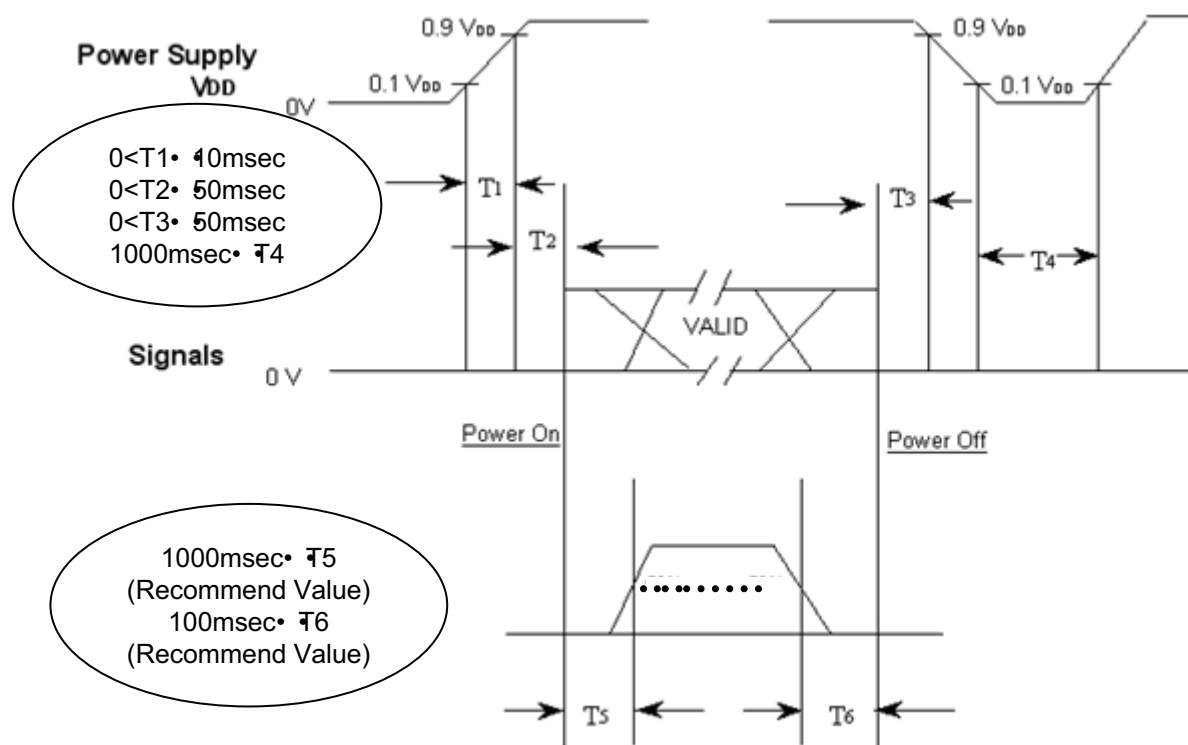 0.9 VDD
0.9 VDD
Power Supply
VDD
0.1 VDD
0.1 VDD
0V
0<T1• •10msec
0<T2• •50msec
0<T3• •50msec
1000msec• •T4
T1
T3
T2
T4
VALID
Signals
0 V
Power On
Power Off
1000msec• •T5
(Recommend Value)
100msec• •T6
(Recommend Value)
T5
T6